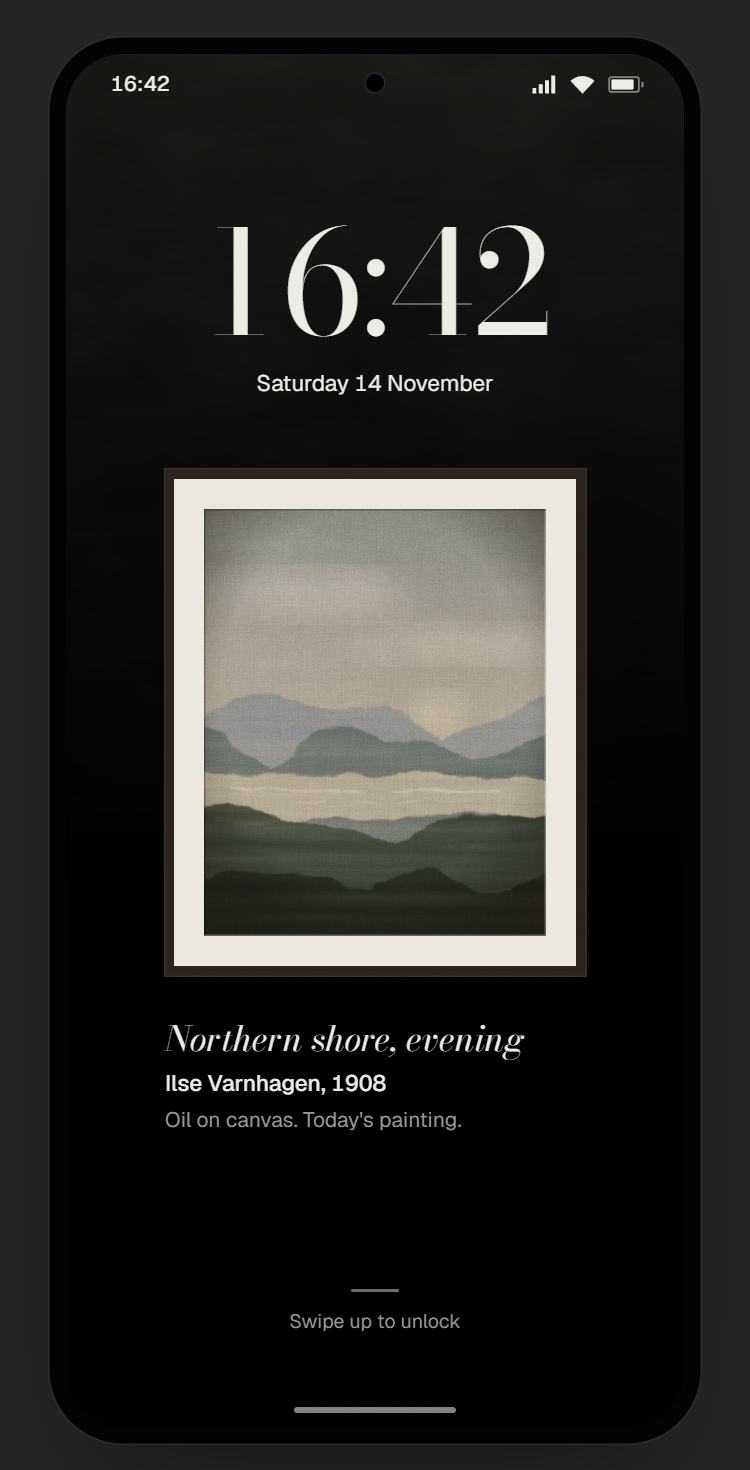 16:42
16:42
Saturday 14 November
Northern shore, evening
Ilse Varnhagen, 1908
Oil on canvas. Today's painting.
Swipe up to unlock